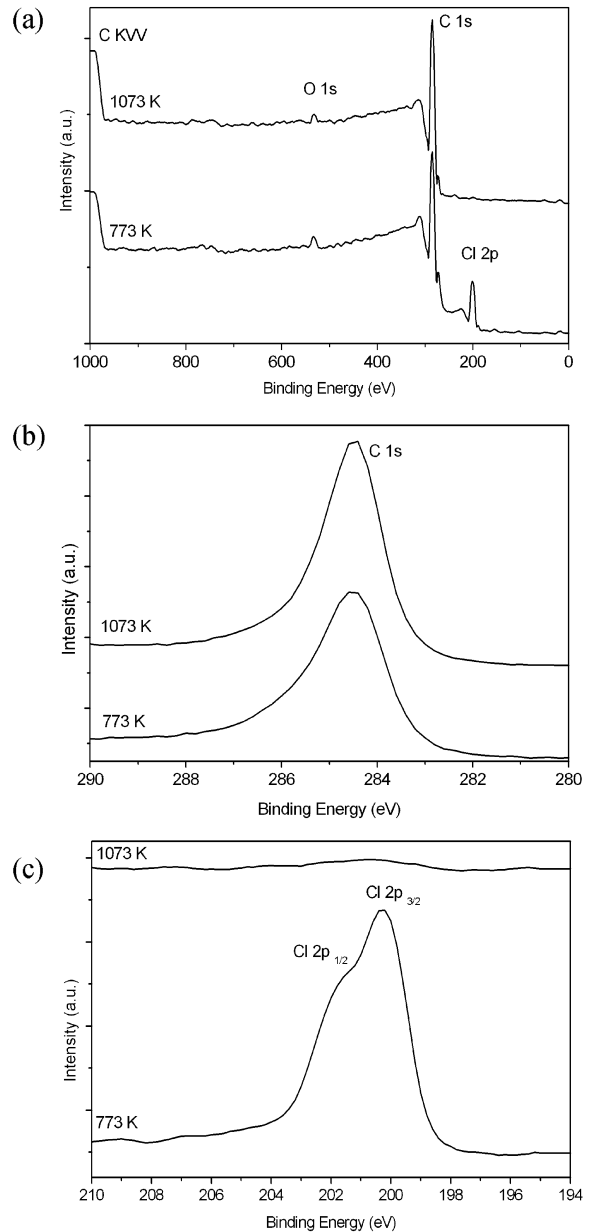 (a)
C KVV
C 1s
1073 K
O 1s
773 K
Cl 2p
Intensity (a.u.)
1000 800 600 400 200 0
Binding Energy (eV)
(b)
C 1s
1073 K
773 K
Intensity (a.u.)
290 288 286 284 282 280
Binding Energy (eV)
(c)
1073 K
Cl 2p 3/2
Cl 2p 1/2
773 K
Intensity (a.u.)
210 208 206 204 202 200 198 196 194
Binding Energy (eV)